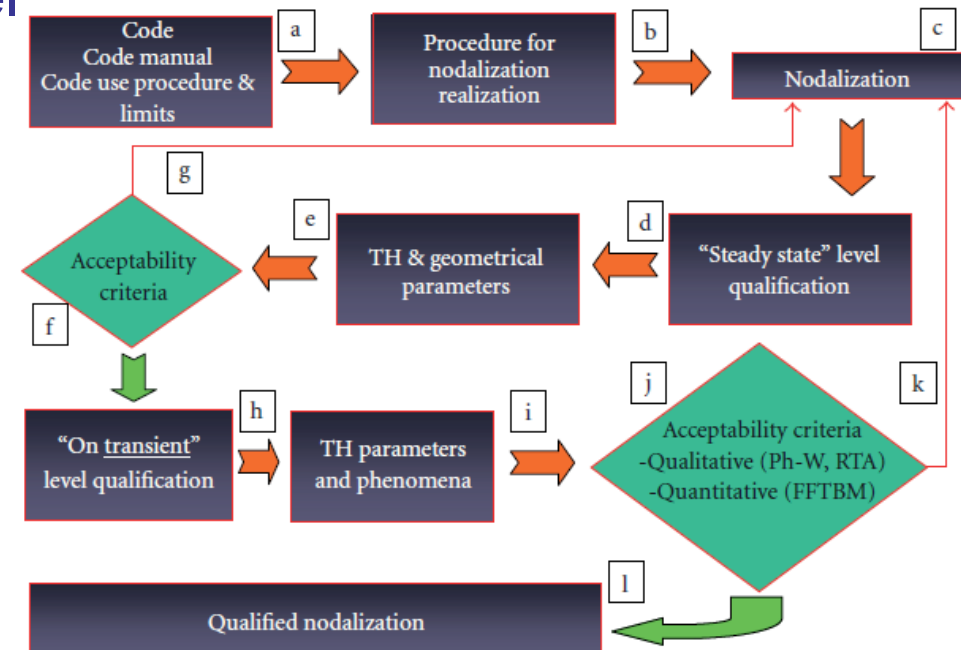 a
b
c
Code
Code manual
Code use procedure &
limits
Procedure for
nodalization
realization
Nodalization
g
e
d
Acceptability
criteria
TH & geometrical
parameters
“Steady state” level
qualification
f
h
i
j
k
“On transient”
level qualification
TH parameters
and phenomena
Acceptability criteria
-Qualitative (Ph-W, RTA)
-Quantitative (FFTBM)
l
Qualified nodalization